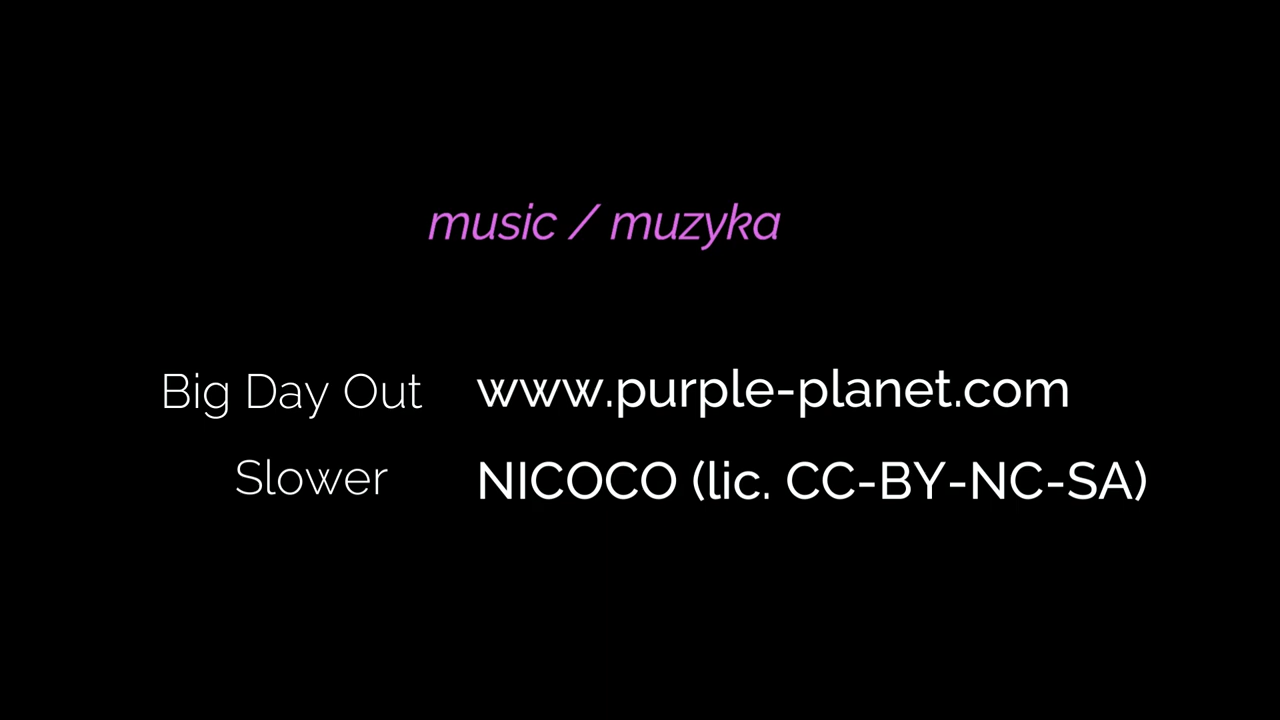 music / muzyka
Big Day Out www.purple-planet.com
Slower NICOCO (lic. CC-BY-NC-SA)